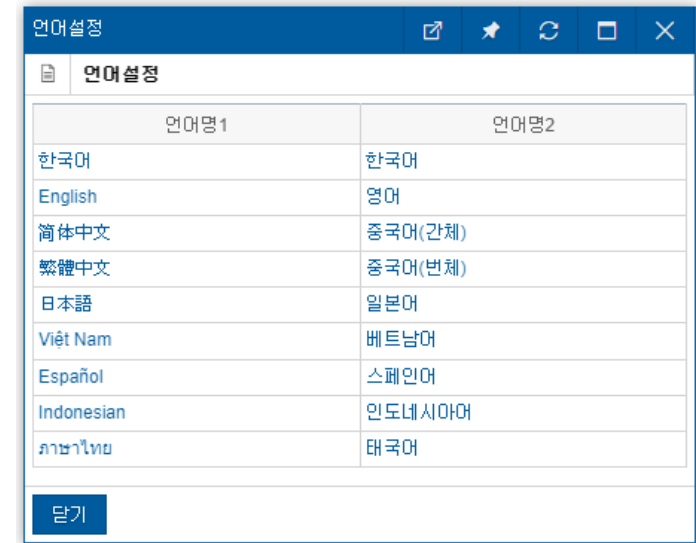 언어설정
언어설정
언어명1 언어명2
한국어 한국어
English 영어
简体中文 중국어(간체)
繁體中文 중국어(번체)
日本語 일본어
Việt Nam 베트남어
Español 스페인어
Indonesian 인도네시아어
ภาษาไทย 태국어
닫기